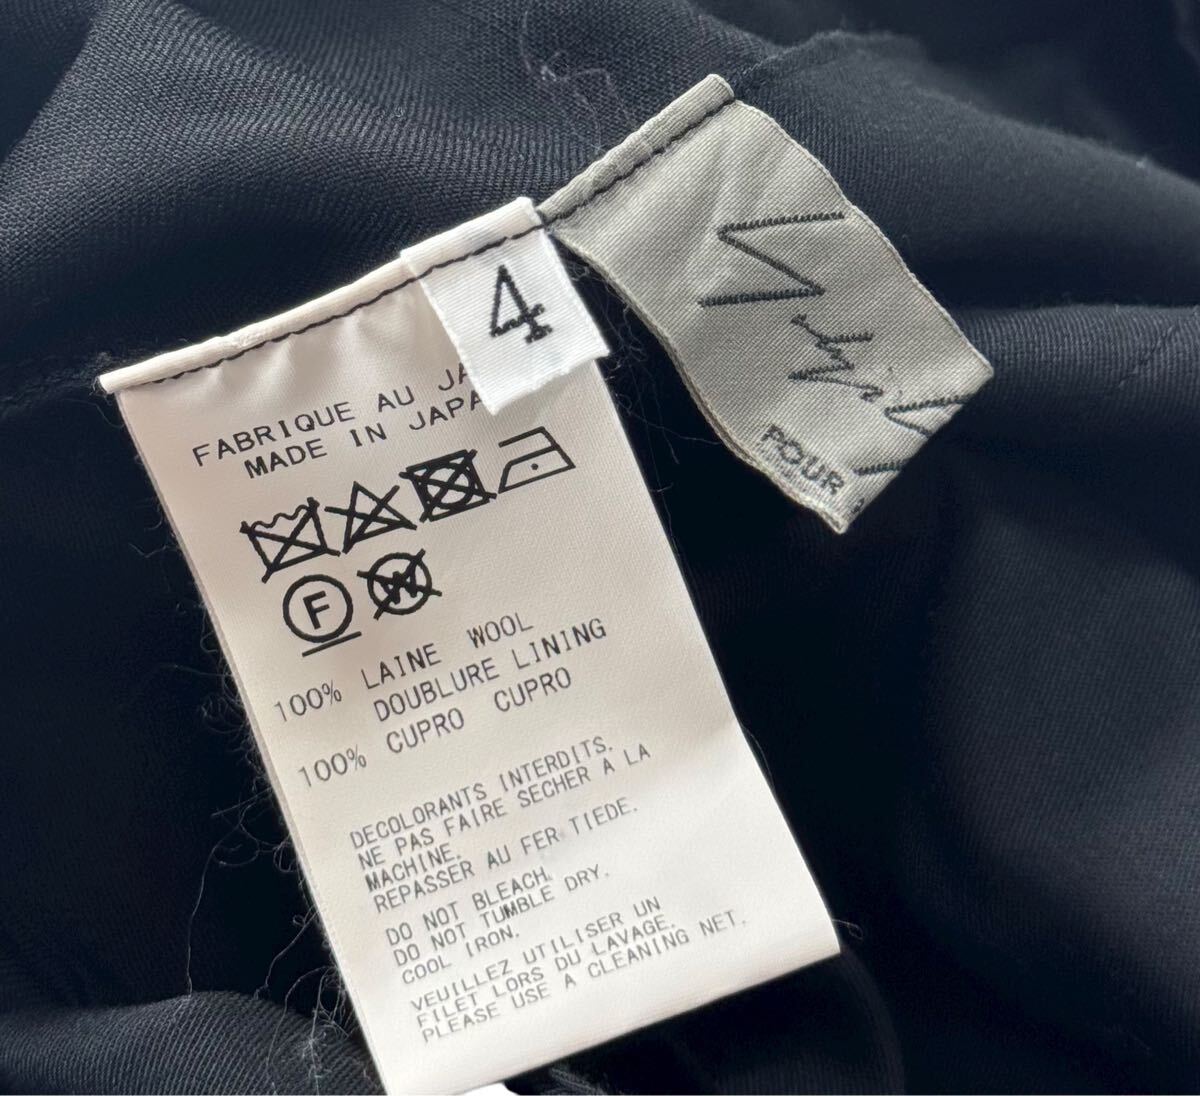 4
FABRIQUE AU
MADE IN
F
W
100% LAINE WOOL
DOUBLURE LINING
100% CUPRO CUPRO
DECOLORANTS INTERDITS.
NE PAS FAIRE SECHER A LA
MACHINE.
REPASSER AU FER TIEDE.
DO NOT BLEACH.
DO NOT TUMBLE DRY.
COOL IRON.
VEUILLEZ UTILISER UN
FILET LORS DU LAVAGE.
PLEASE USE A CLEANING NET.
POUR